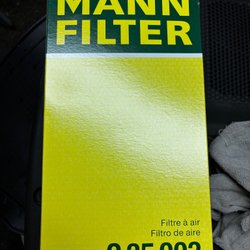 MANN
FILTER
Filtre à air
Filtro de aire